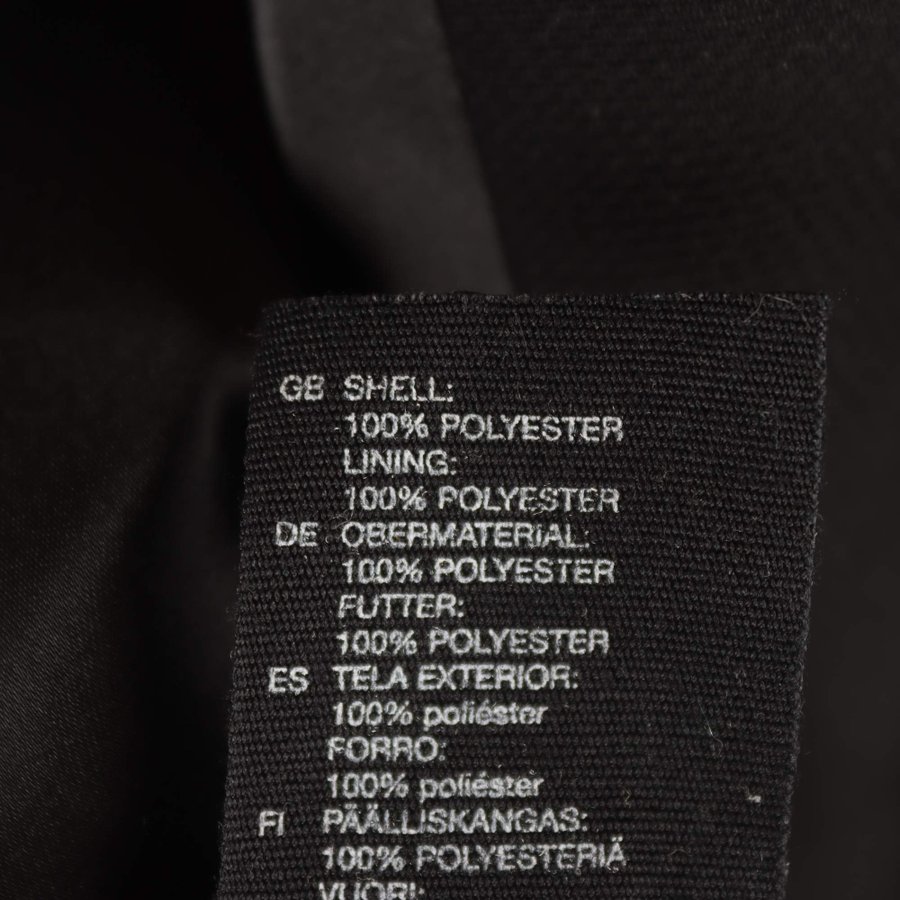 GB SHELL:
100% POLYESTER
LINING:
100% POLYESTER
DE OBERMATERIAL:
100% POLYESTER
FUTTER:
100% POLYESTER
ES TELA EXTERIOR:
100% poliéster
FORRO:
100% poliéster
FI PÄÄLLISKANGAS:
100% POLYESTERIÄ
VUORI: